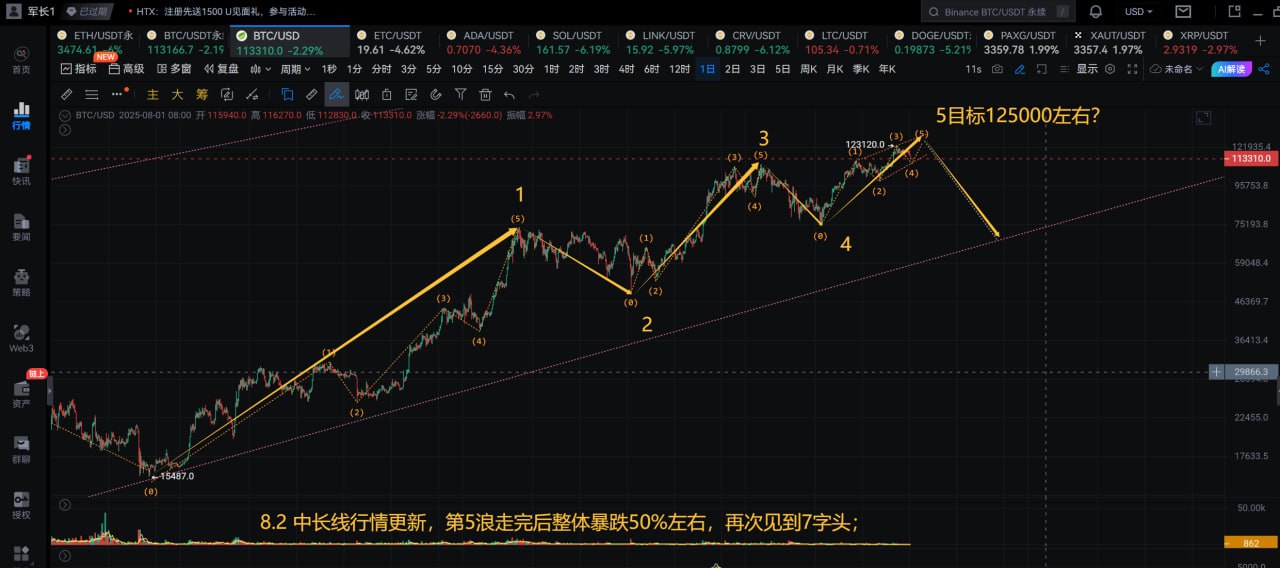 军长1 已过期 HTX：注册先送1500 U见面礼，参与活动... Binance BTC/USDT 永续 / USD
首页
行情
快讯
要闻
策略
Web3
链上
资产
群聊
授权
ETH/USDT永 BTC/USDT永 BTC/USD ETC/USDT ADA/USDT SOL/USDT LINK/USDT CRV/USDT LTC/USDT DOGE/USDT PAXG/USDT XAUT/USDT XRP/USDT
3474.61 -6% 113166.7 -2.19 113310.0 -2.29% 19.61 -4.62% 0.7070 -4.36% 161.57 -6.19% 15.92 -5.97% 0.8799 -6.12% 105.34 -0.71% 0.19873 -5.21% 3359.78 1.99% 3357.4 1.97% 2.9319 -2.97%
NEW
指标 高级 多窗 复盘 周期 1秒 1分 分时 3分 5分 10分 15分 30分 1时 2时 3时 4时 6时 12时 1日 2日 3日 5日 周K 月K 季K 年K 11s 显示 未命名 AI解读
主 大 筹
BTC/USD 2025-08-01 08:00 开 115940.0 高 116270.0 低 112830.0 收 113310.0 涨幅 -2.29%(-2660.0) 振幅 2.97%
5目标125000左右?
1
(5)
2
(0)
3
(3)
(5)
(4)
4
(0)
(1)
(2)
(3)
(4)
(1)
(2)
123120.0
(1)
(3)
(5)
(2)
(4)
15487.0
(0)
121935.4
113310.0
95753.8
75193.8
59048.4
46369.7
36413.4
29866.3
22455.0
17633.5
8.2 中长线行情更新，第5浪走完后整体暴跌50%左右，再次见到7字头；
50.00k
862